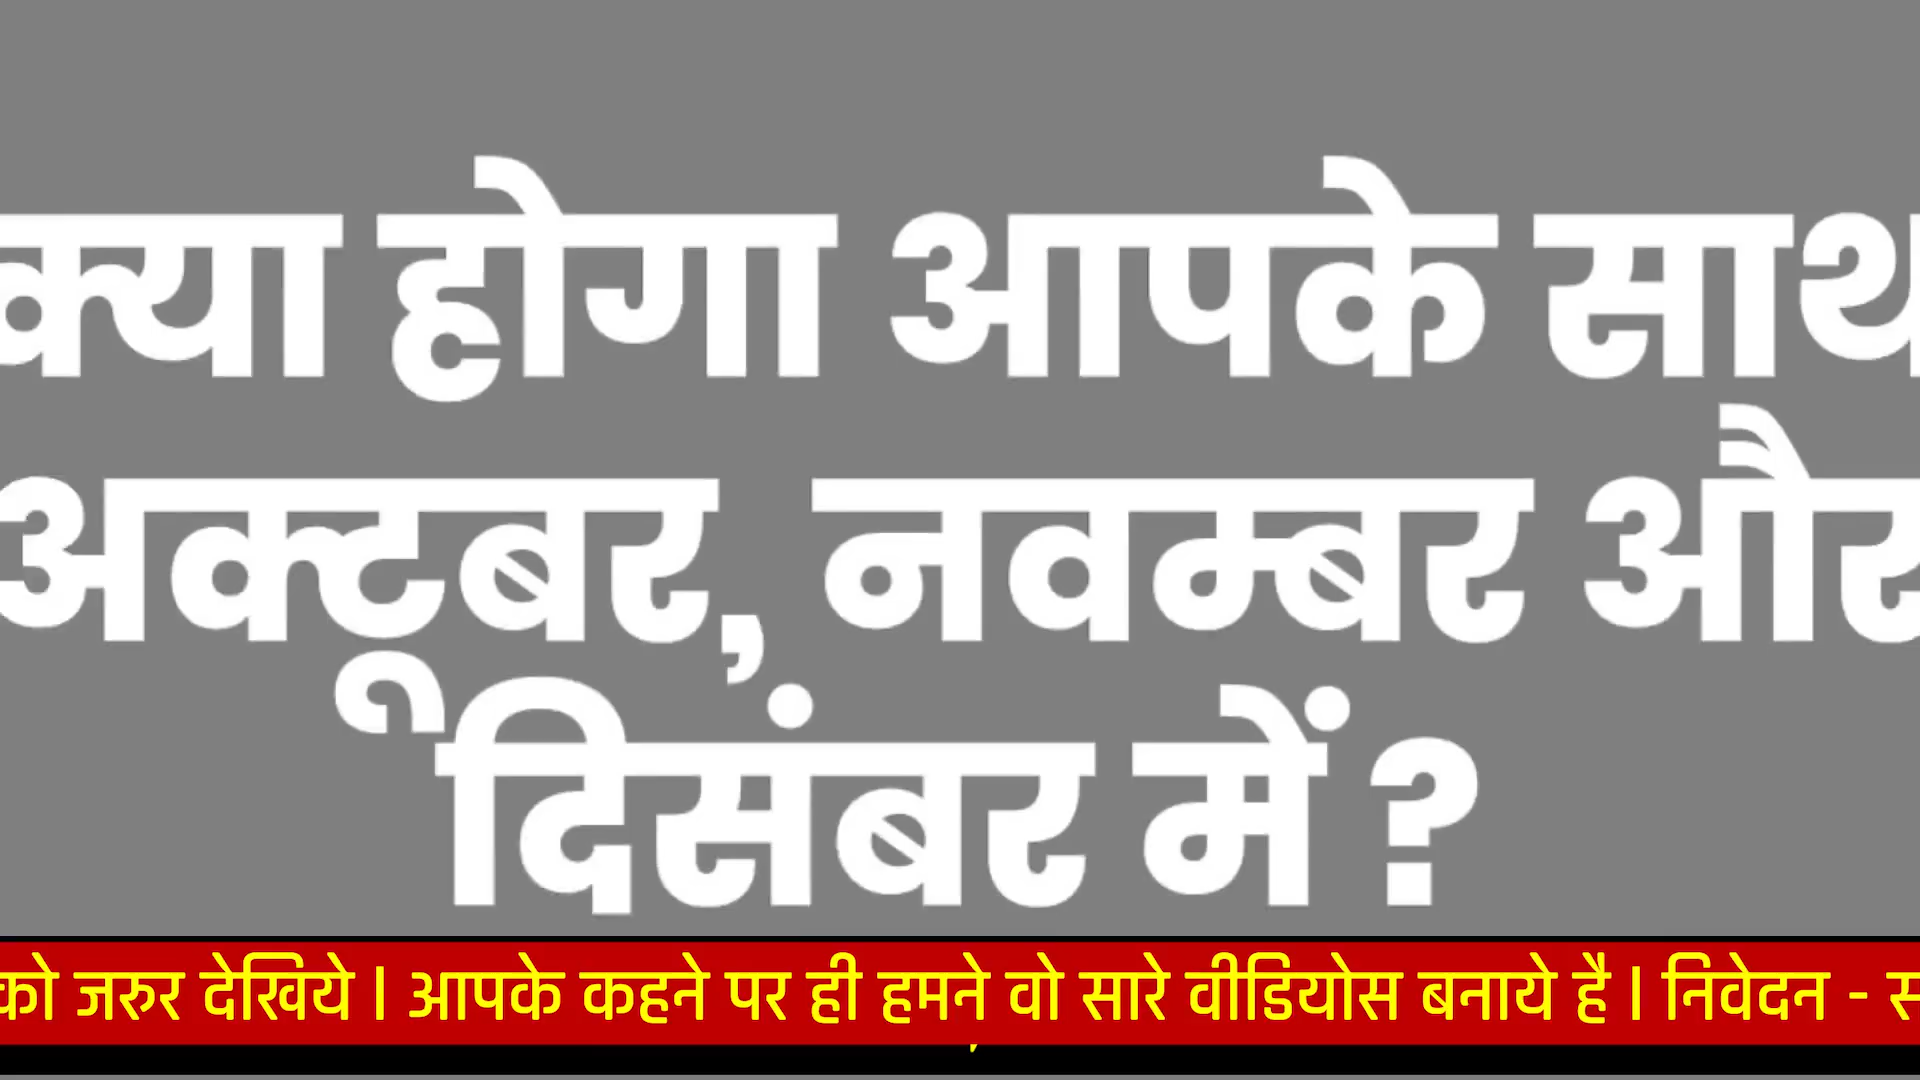 क्या होगा आपके साथ
अक्टूबर, नवम्बर और
दिसंबर में ?
को जरुर देखिये । आपके कहने पर ही हमने वो सारे वीडियोस बनाये है । निवेदन -